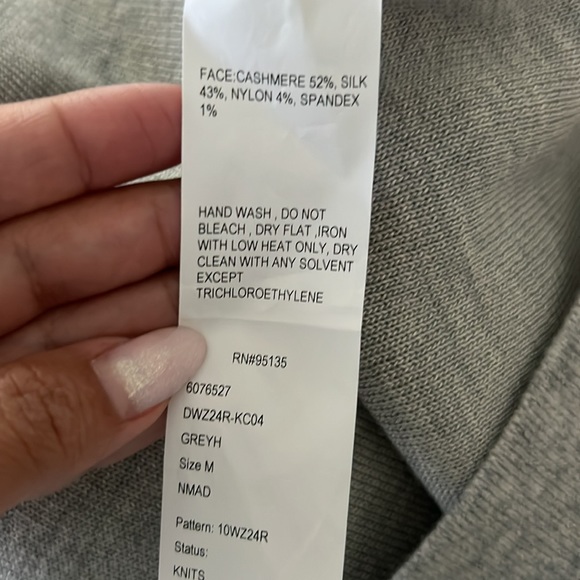 FACE:CASHMERE 52%, SILK
43%, NYLON 4%, SPANDEX
1%
HAND WASH , DO NOT
BLEACH , DRY FLAT ,IRON
WITH LOW HEAT ONLY, DRY
CLEAN WITH ANY SOLVENT
EXCEPT
TRICHLOROETHYLENE
RN#95135
6076527
DWZ24R-KC04
GREYH
Size M
NMAD
Pattern: 10WZ24R
Status:
KNITS